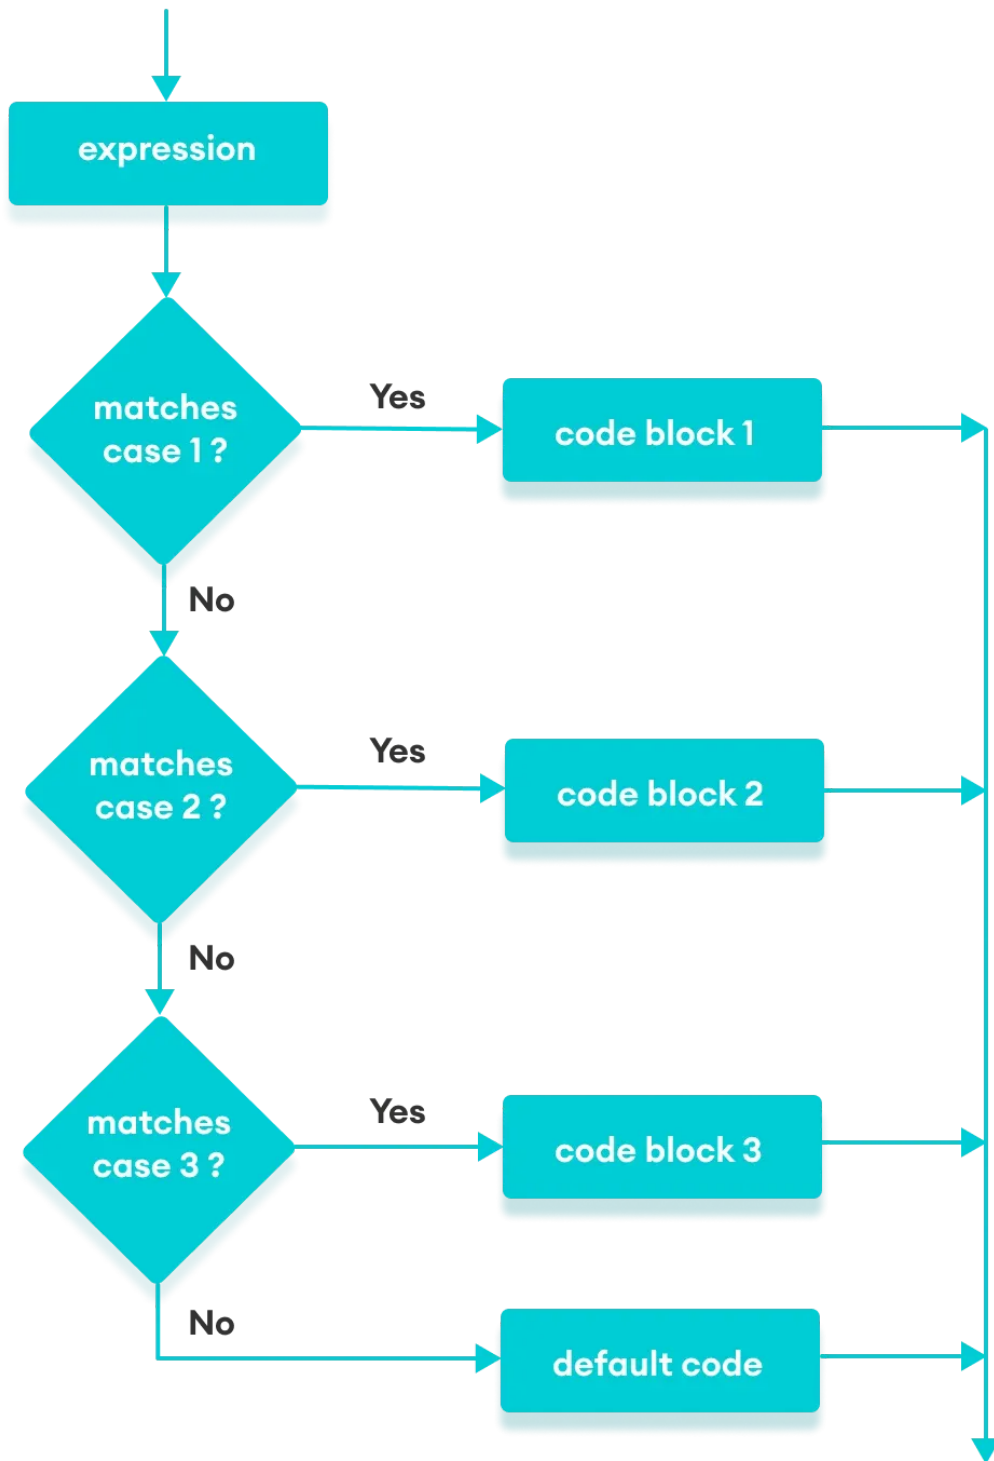 expression
matches
case 1 ?
Yes
code block 1
No
matches
case 2 ?
Yes
code block 2
No
matches
case 3 ?
Yes
code block 3
No
default code